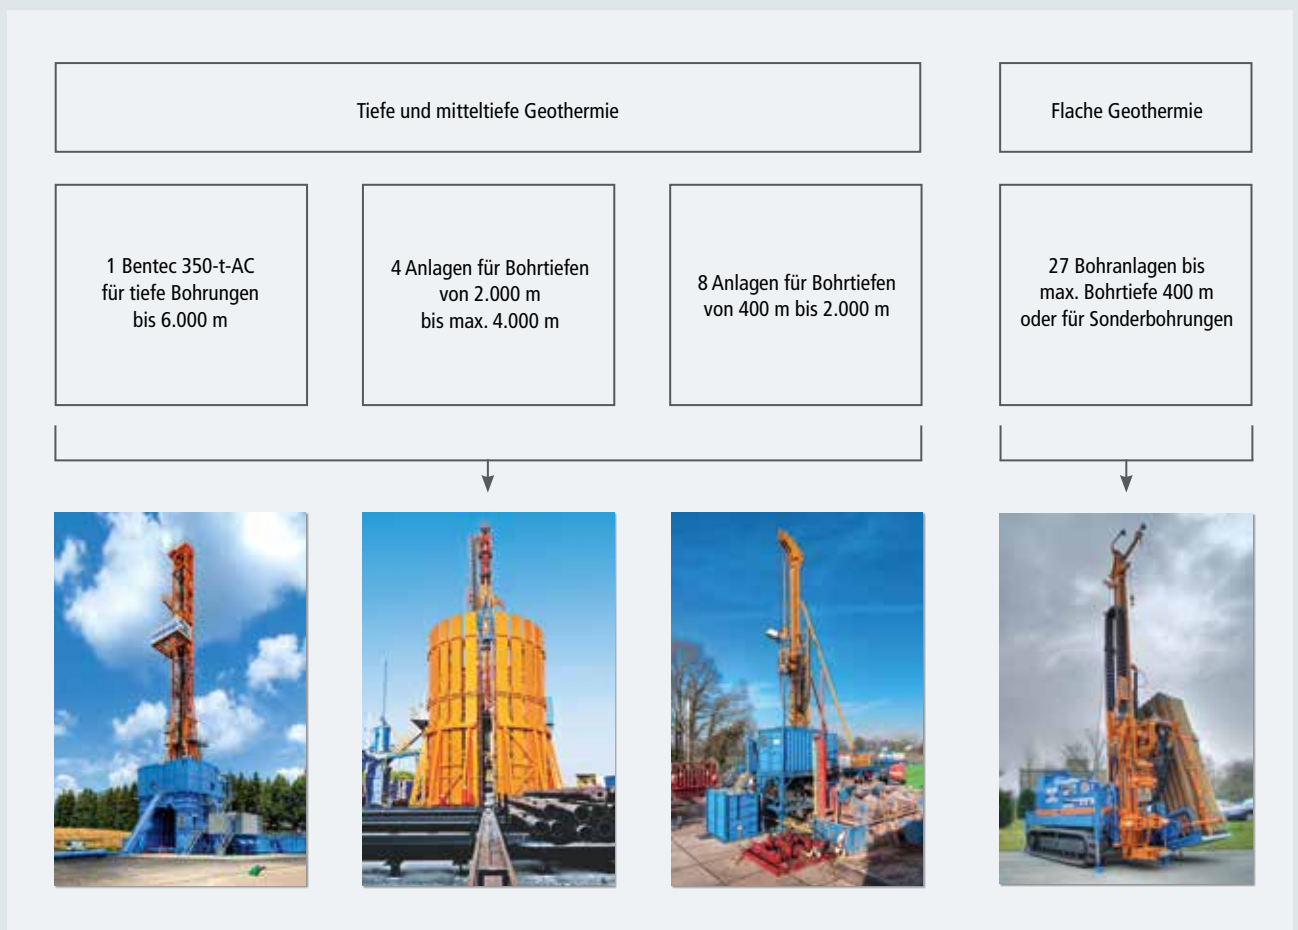 Tiefe und mitteltiefe Geothermie
Flache Geothermie
1 Bentec 350-t-AC
für tiefe Bohrungen
bis 6.000 m
4 Anlagen für Bohrtiefen
von 2.000 m
bis max. 4.000 m
8 Anlagen für Bohrtiefen
von 400 m bis 2.000 m
27 Bohranlagen bis
max. Bohrtiefe 400 m
oder für Sonderbohrungen